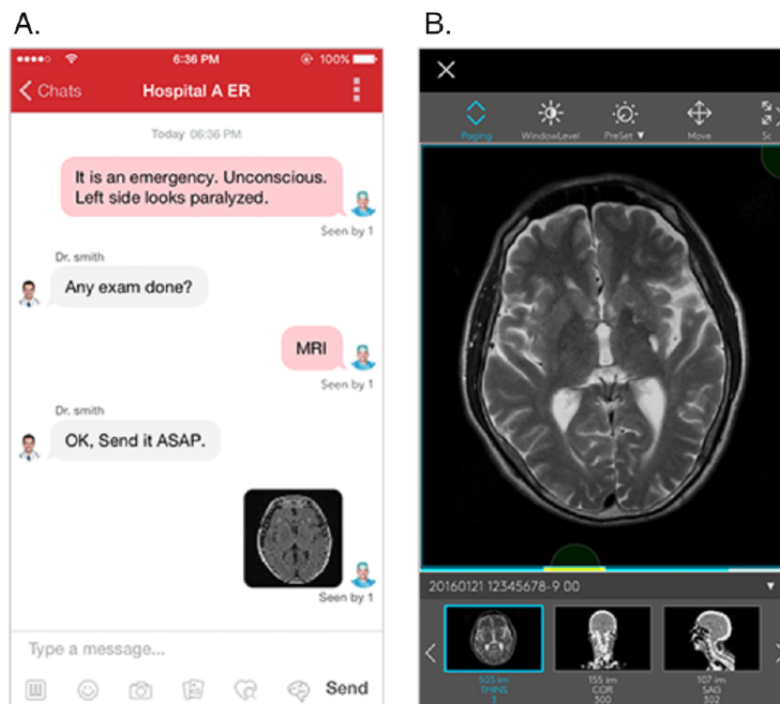 A.
6:36 PM
100%
Chats
Hospital A ER
Today 06:36 PM
It is an emergency. Unconscious.
Left side looks paralyzed.
Seen by 1
Dr. smith
Any exam done?
MRI
Seen by 1
Dr. smith
OK, Send it ASAP.
Seen by 1
Type a message...
Send
B.
Paging
WindowLevel
PreSet ▼
Move
Sc
20160121 12345678-9 00
503 im
THINS
3
155 im
COR
300
107 im
SAG
302